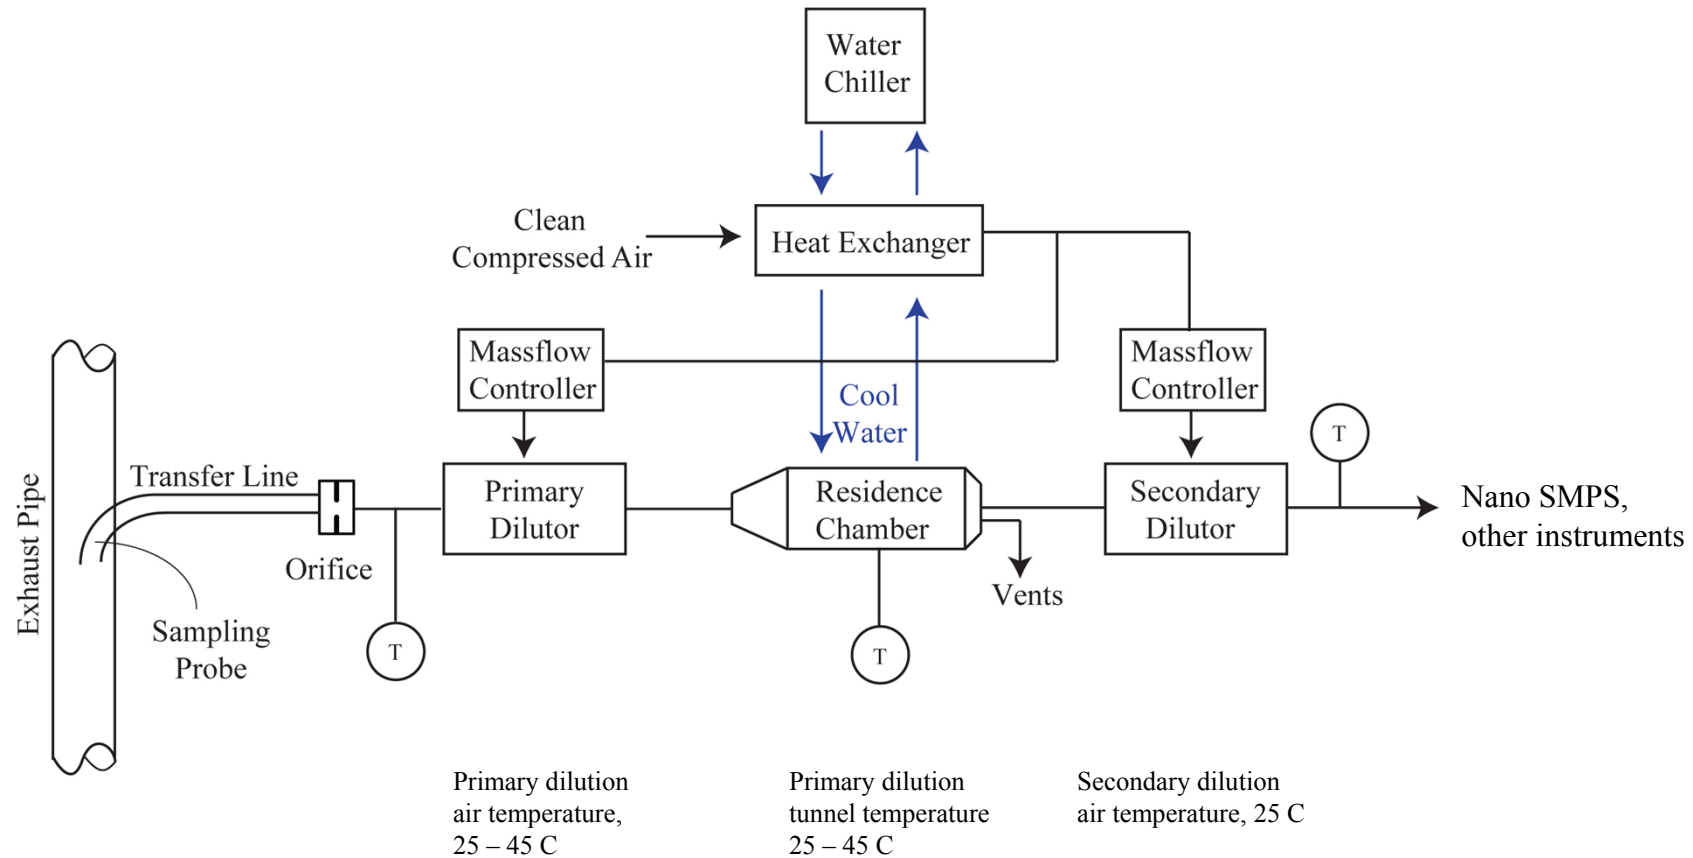 Water
Chiller
Clean
Compressed Air
Heat Exchanger
Massflow
Controller
Massflow
Controller
Cool
Water
T
Exhaust Pipe
Transfer Line
Orifice
Sampling
Probe
T
Primary
Dilutor
Residence
Chamber
Vents
T
Secondary
Dilutor
Nano SMPS,
other instruments
Primary dilution
air temperature,
25 – 45 C
Primary dilution
tunnel temperature
25 – 45 C
Secondary dilution
air temperature, 25 C